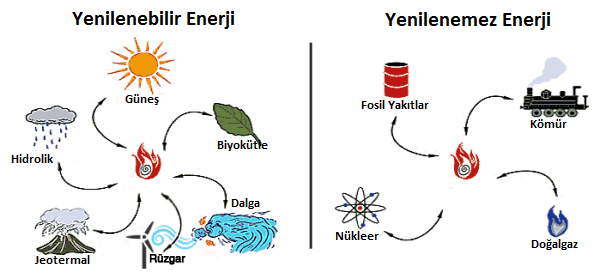 Yenilenebilir Enerji
Güneş
Hidrolik
Biyokütle
Jeotermal
Rüzgar
Dalga
Yenilenemez Enerji
Fosil Yakıtlar
Kömür
Nükleer
Doğalgaz